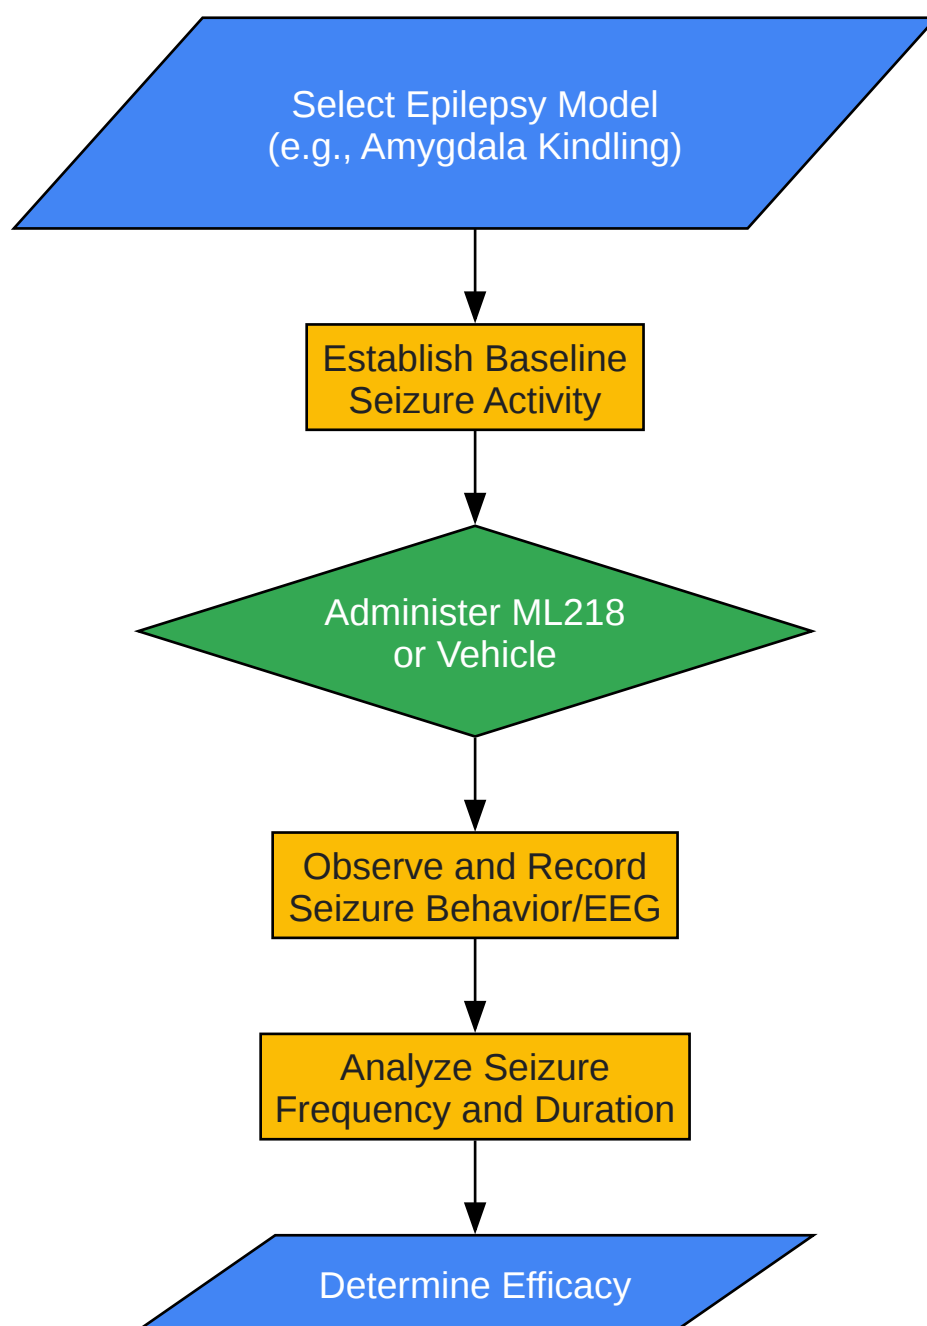 Select Epilepsy Model
(e.g., Amygdala Kindling)
Establish Baseline
Seizure Activity
Administer ML218
or Vehicle
Observe and Record
Seizure Behavior/EEG
Analyze Seizure
Frequency and Duration
Determine Efficacy